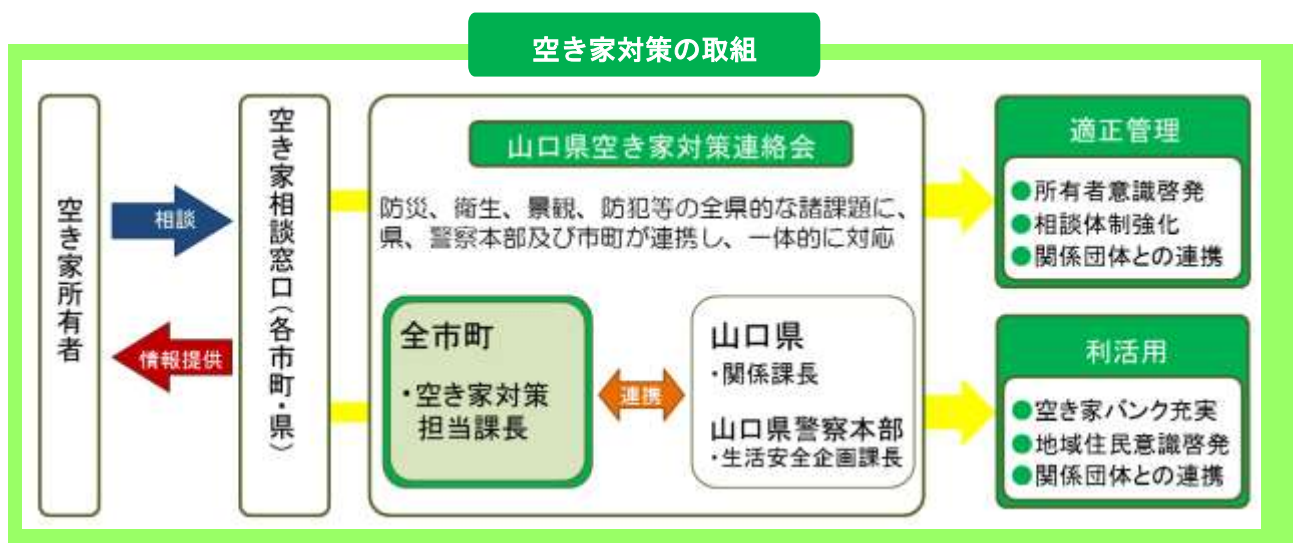 空き家対策の取組
空き家所有者
相談
情報提供
空き家相談窓口(各市町・県)
山口県空き家対策連絡会
防災、衛生、景観、防犯等の全県的な諸課題に、
県、警察本部及び市町が連携し、一体的に対応
全市町
・空き家対策
担当課長
連携
山口県
・関係課長
山口県警察本部
・生活安全企画課長
適正管理
●所有者意識啓発
●相談体制強化
●関係団体との連携
利活用
●空き家バンク充実
●地域住民意識啓発
●関係団体との連携